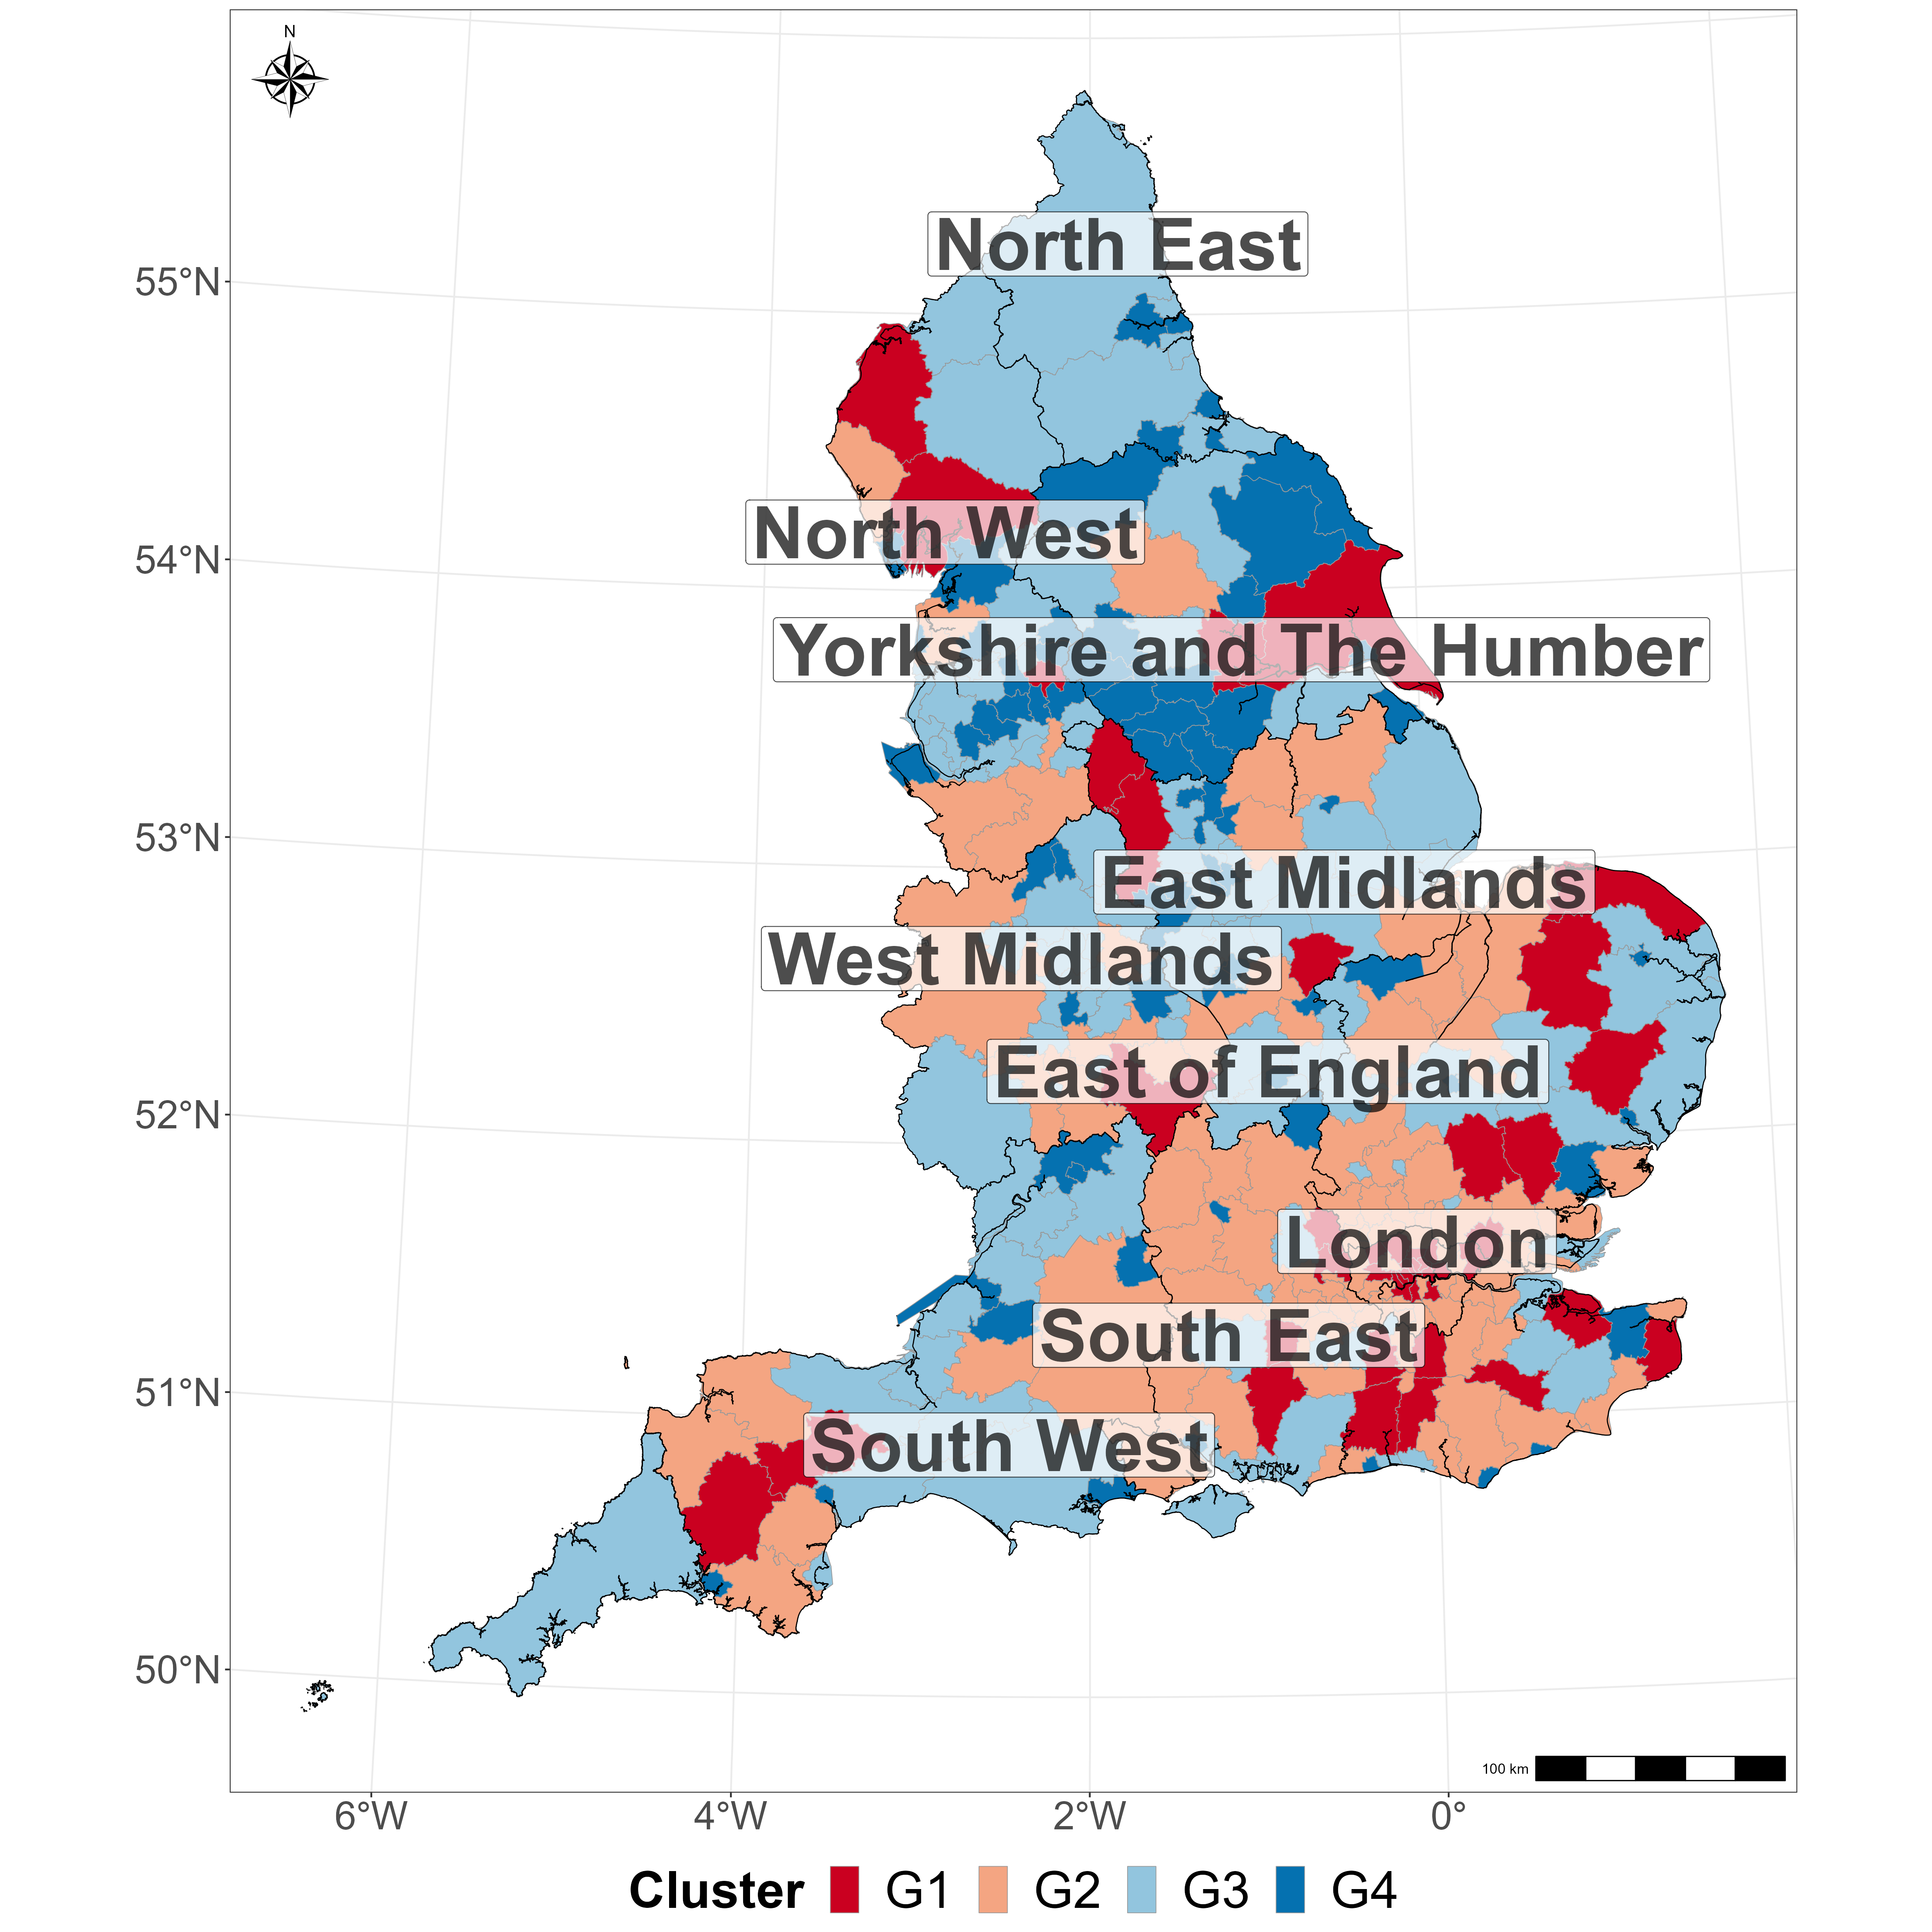 N
North East
55°N
North West
54°N
Yorkshire and The Humber
53°N
East Midlands
West Midlands
East of England
52°N
London
South East
51°N
South West
50°N
100 km
6°W 4°W 2°W 0°
Cluster G1 G2 G3 G4